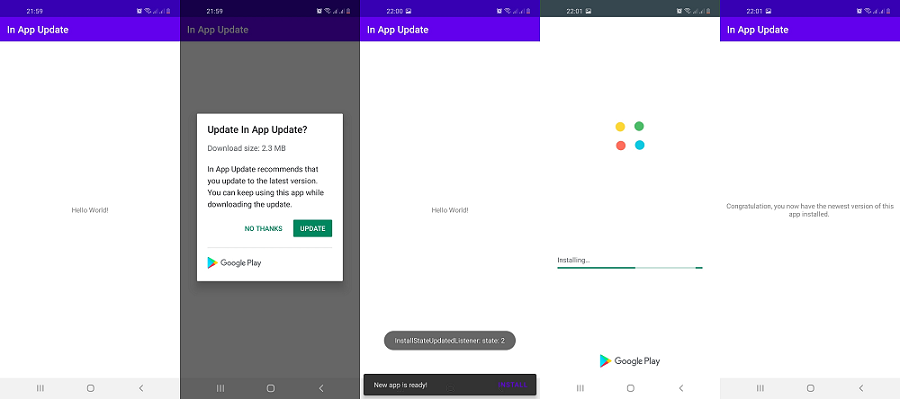 21:59
In App Update
Hello World!
21:59
In App Update
Update In App Update?
Download size: 2.3 MB
In App Update recommends that
you update to the latest version.
You can keep using this app while
downloading the update.
NO THANKS
UPDATE
Google Play
22:00
In App Update
Hello World!
InstallStateUpdatedListener: state: 2
New app is ready!
INSTALL
22:01
Installing...
Google Play
22:01
In App Update
Congratulation, you now have the newest version of this
app installed.